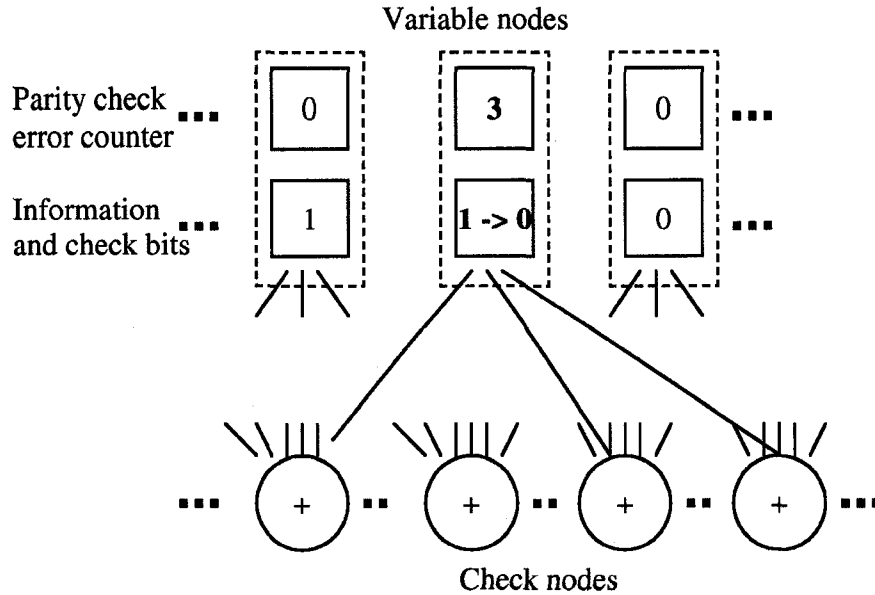 Variable nodes
Parity check
error counter
0 3 0
Information
and check bits
1 1 -> 0 0
+ + + +
Check nodes